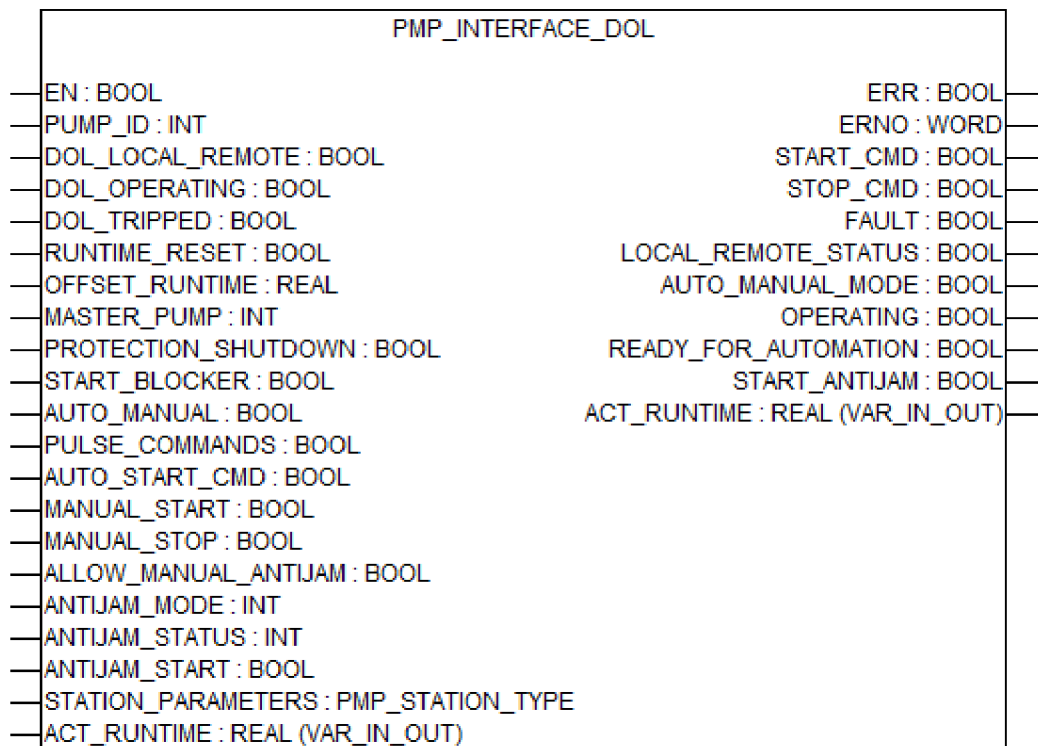 PMP_INTERFACE_DOL
EN : BOOL
PUMP_ID : INT
DOL_LOCAL_REMOTE : BOOL
DOL_OPERATING : BOOL
DOL_TRIPPED : BOOL
RUNTIME_RESET : BOOL
OFFSET_RUNTIME : REAL
MASTER_PUMP : INT
PROTECTION_SHUTDOWN : BOOL
START_BLOCKER : BOOL
AUTO_MANUAL : BOOL
PULSE_COMMANDS : BOOL
AUTO_START_CMD : BOOL
MANUAL_START : BOOL
MANUAL_STOP : BOOL
ALLOW_MANUAL_ANTIJAM : BOOL
ANTIJAM_MODE : INT
ANTIJAM_STATUS : INT
ANTIJAM_START : BOOL
STATION_PARAMETERS : PMP_STATION_TYPE
ACT_RUNTIME : REAL (VAR_IN_OUT)
ERR : BOOL
ERNO : WORD
START_CMD : BOOL
STOP_CMD : BOOL
FAULT : BOOL
LOCAL_REMOTE_STATUS : BOOL
AUTO_MANUAL_MODE : BOOL
OPERATING : BOOL
READY_FOR_AUTOMATION : BOOL
START_ANTIJAM : BOOL
ACT_RUNTIME : REAL (VAR_IN_OUT)